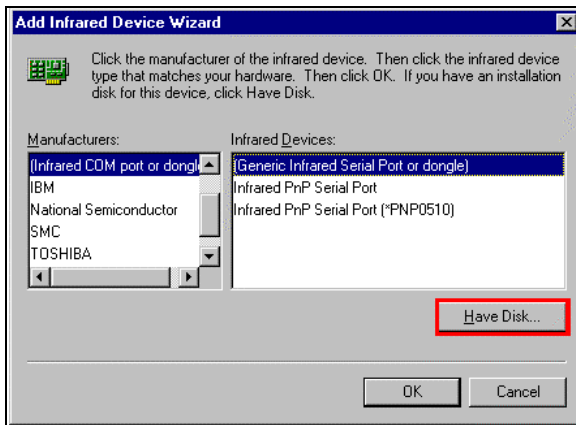 Add Infrared Device Wizard
Click the manufacturer of the infrared device. Then click the infrared device
type that matches your hardware. Then click OK. If you have an installation
disk for this device, click Have Disk.
Manufacturers:
Infrared Devices:
(Infrared COM port or dongl
(Generic Infrared Serial Port or dongle)
IBM
Infrared PnP Serial Port
National Semiconductor
Infrared PnP Serial Port (*PNP0510)
SMC
TOSHIBA
Have Disk...
OK
Cancel